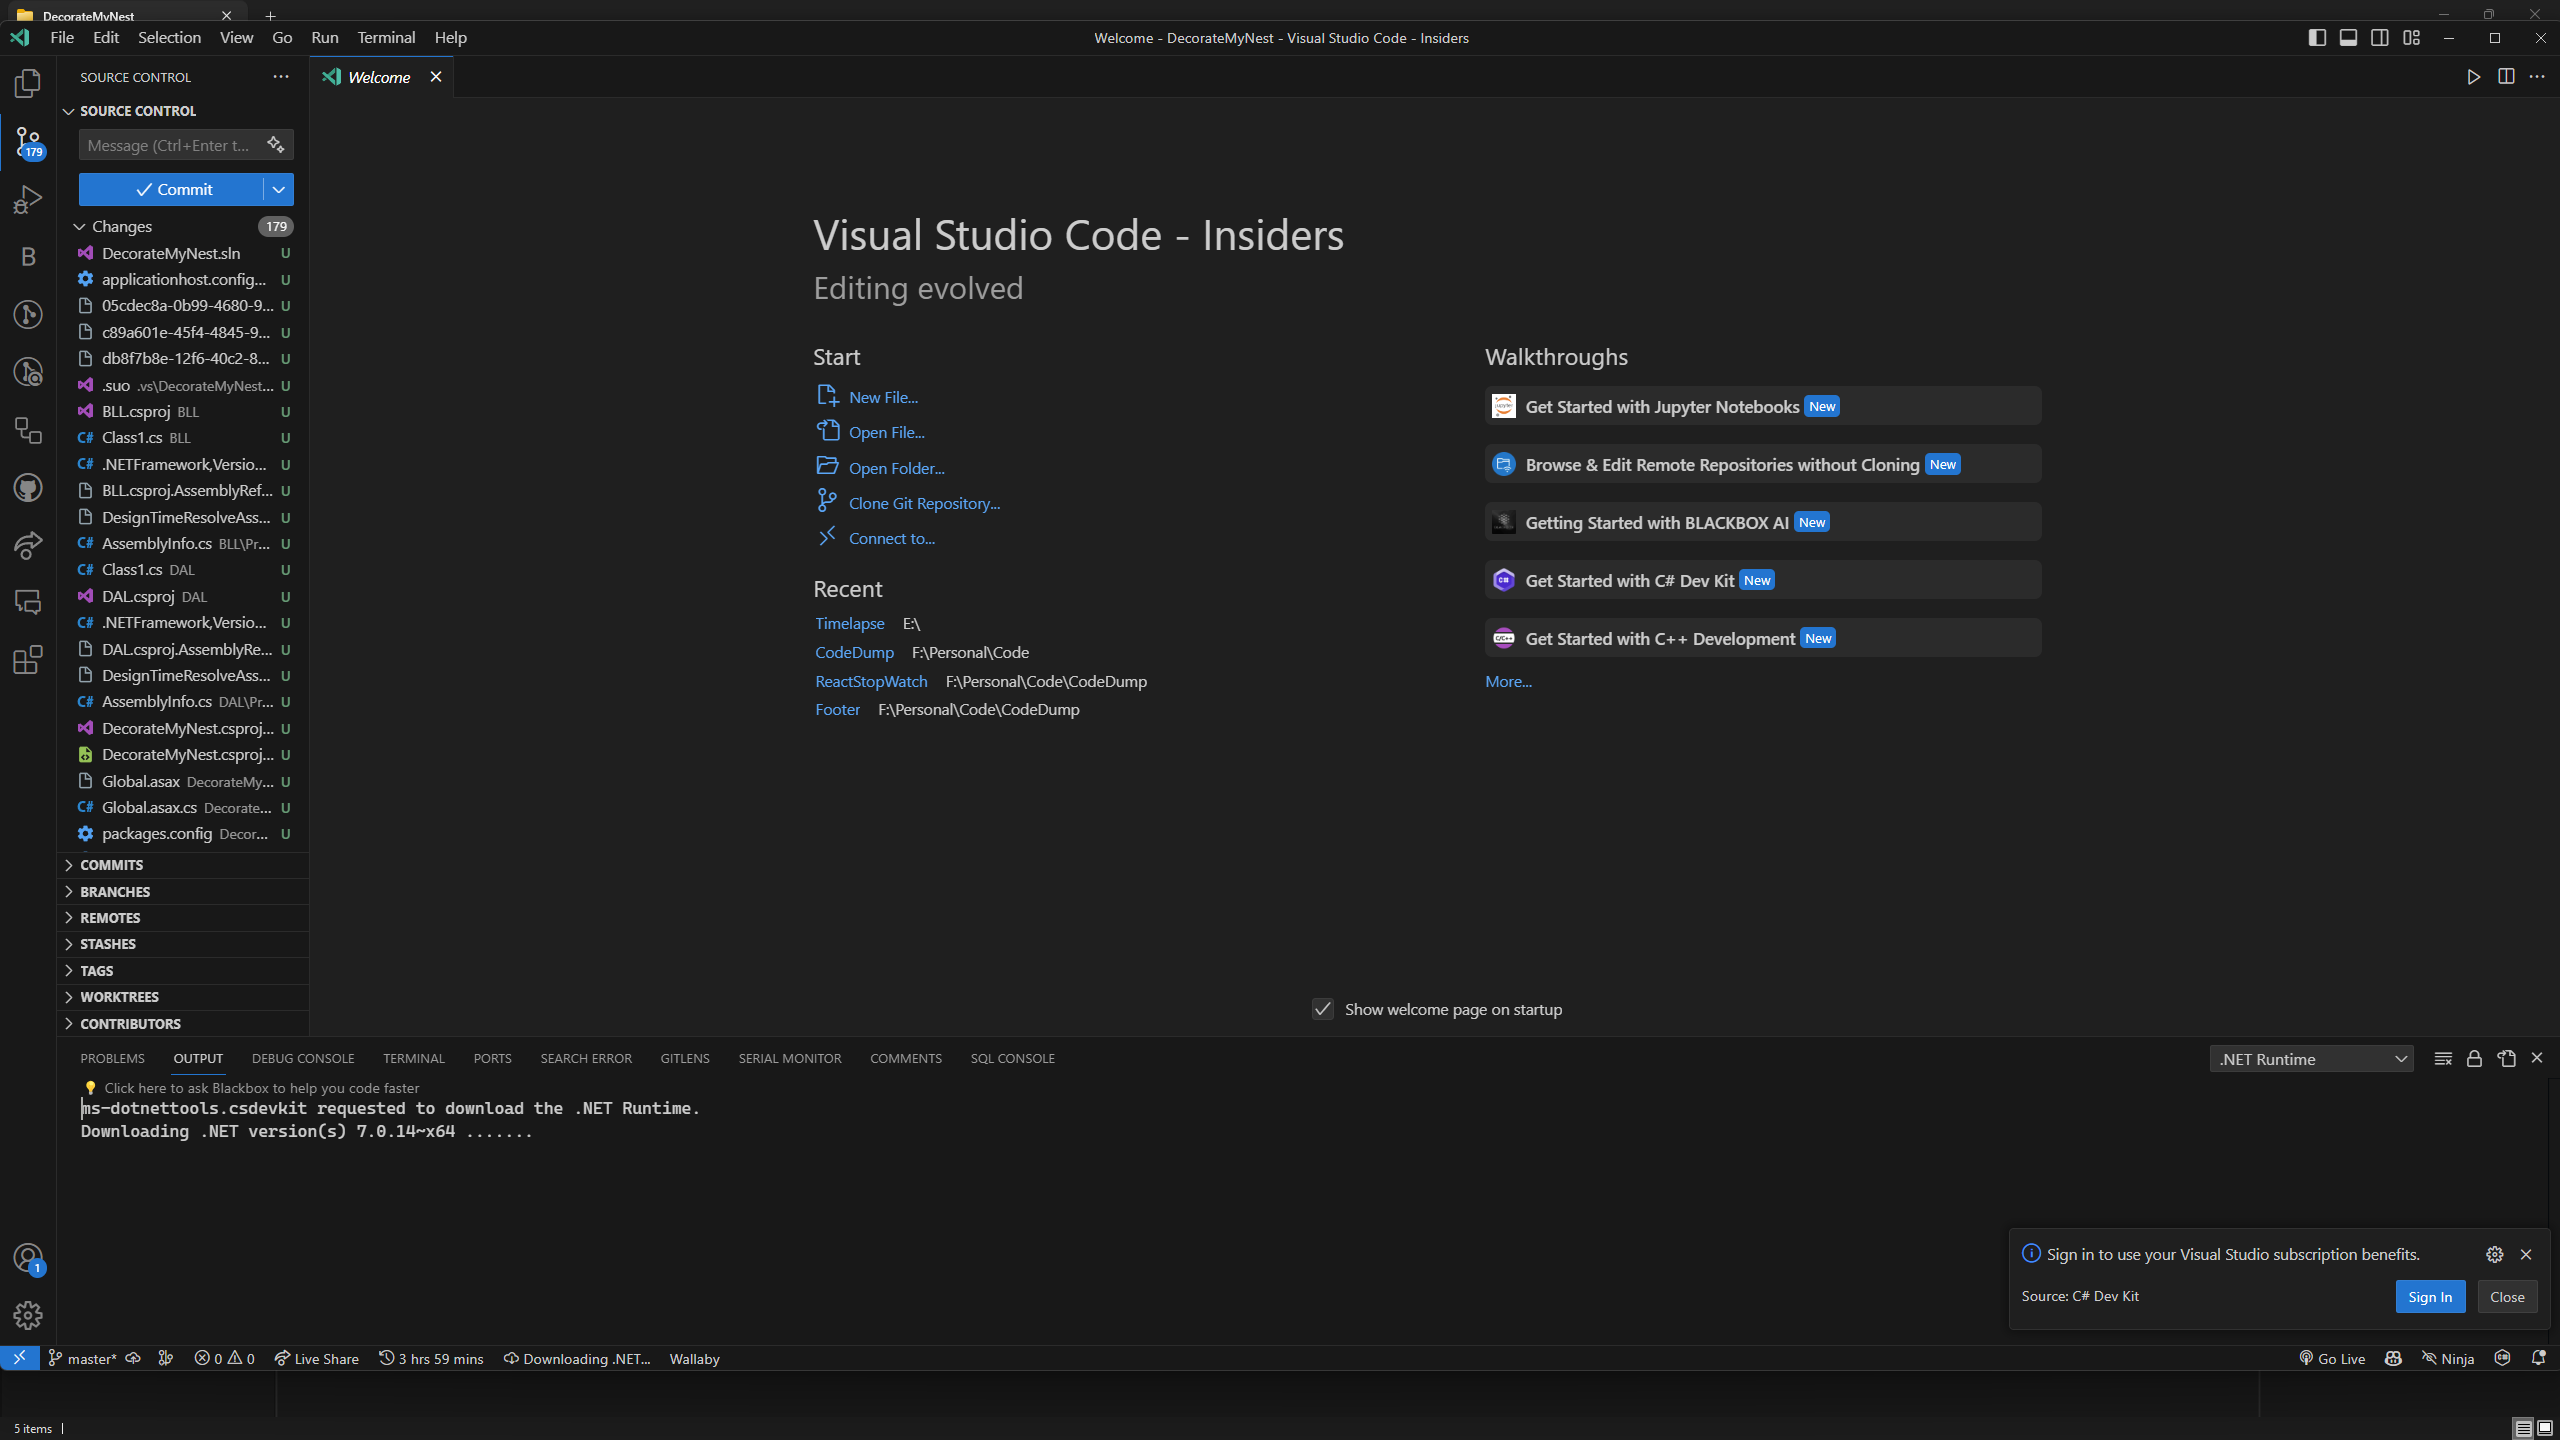 DecorateMyNest
File Edit Selection View Go Run Terminal Help
Welcome - DecorateMyNest - Visual Studio Code - Insiders
SOURCE CONTROL
Welcome
SOURCE CONTROL
Message (Ctrl+Enter t...
Commit
Changes 179
179
DecorateMyNest.sln U
applicationhost.config... U
05cdec8a-0b99-4680-9... U
c89a601e-45f4-4845-9... U
db8f7b8e-12f6-40c2-8... U
.suo .vs\DecorateMyNest... U
BLL.csproj BLL U
C# Class1.cs BLL U
C# .NETFramework,Versio... U
BLL.csproj.AssemblyRef... U
DesignTimeResolveAss... U
C# AssemblyInfo.cs BLL\Pr... U
C# Class1.cs DAL U
DAL.csproj DAL U
C# .NETFramework,Versio... U
DAL.csproj.AssemblyRe... U
DesignTimeResolveAss... U
C# AssemblyInfo.cs DAL\Pr... U
DecorateMyNest.csproj... U
DecorateMyNest.csproj... U
Global.asax DecorateMy... U
C# Global.asax.cs Decorate... U
packages.config Decor... U
COMMITS
BRANCHES
REMOTES
STASHES
TAGS
WORKTREES
CONTRIBUTORS
B
1
Visual Studio Code - Insiders
Editing evolved
Start
New File...
Open File...
Open Folder...
Clone Git Repository...
Connect to...
Recent
Timelapse E:\
CodeDump F:\Personal\Code
ReactStopWatch F:\Personal\Code\CodeDump
Footer F:\Personal\Code\CodeDump
Walkthroughs
Get Started with Jupyter Notebooks New
Browse & Edit Remote Repositories without Cloning New
Getting Started with BLACKBOX AI New
Get Started with C# Dev Kit New
Get Started with C++ Development New
More...
Show welcome page on startup
PROBLEMS OUTPUT DEBUG CONSOLE TERMINAL PORTS SEARCH ERROR GITLENS SERIAL MONITOR COMMENTS SQL CONSOLE
.NET Runtime
Click here to ask Blackbox to help you code faster
ms-dotnettools.csdevkit requested to download the .NET Runtime.
Downloading .NET version(s) 7.0.14~x64 .......
Sign in to use your Visual Studio subscription benefits.
Source: C# Dev Kit
Sign In Close
master* 0 0 Live Share 3 hrs 59 mins Downloading .NET... Wallaby
Go Live Ninja
5 items